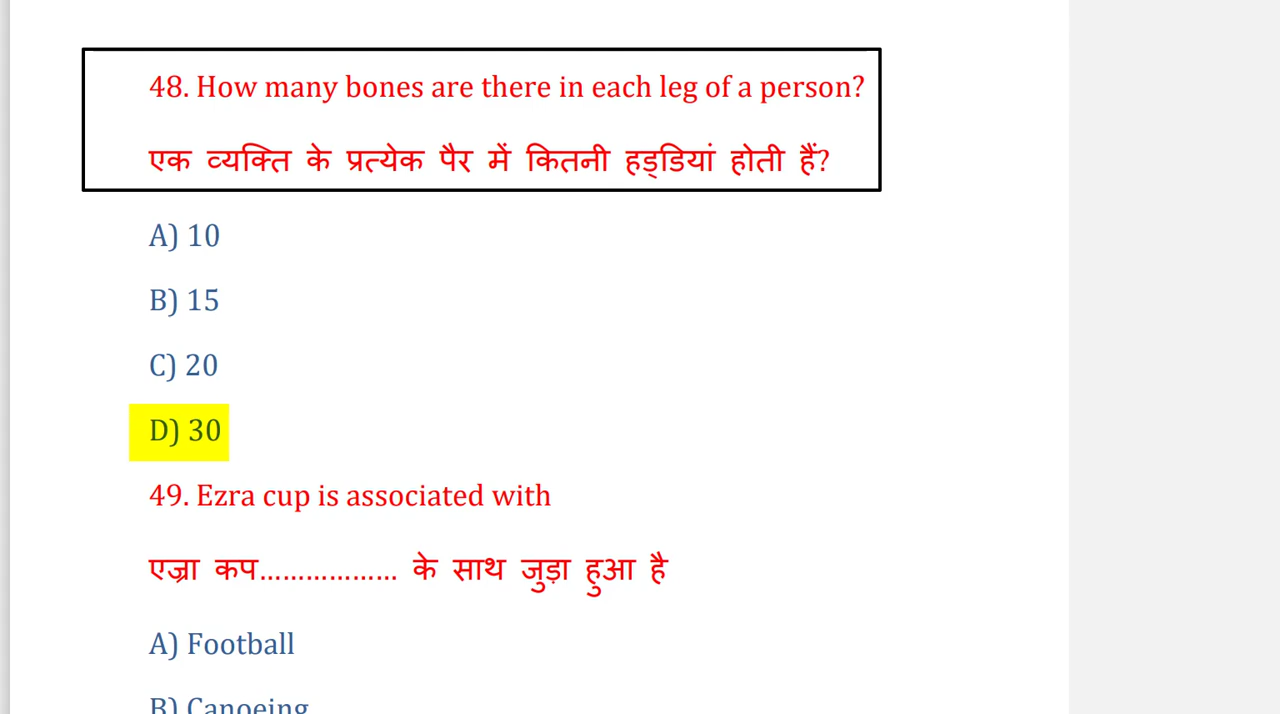 48. How many bones are there in each leg of a person?
एक व्यक्ति के प्रत्येक पैर में कितनी हड्डियां होती हैं?
A) 10
B) 15
C) 20
D) 30
49. Ezra cup is associated with
एज्रा कप.................. के साथ जुड़ा हुआ है
A) Football
B) Canoeing